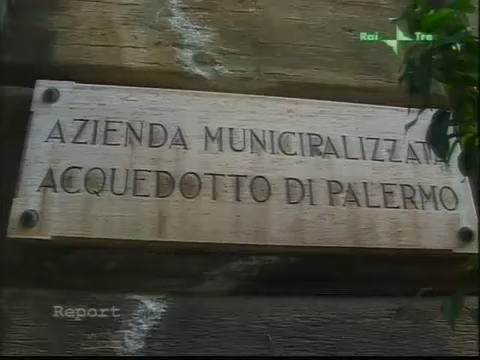 Rai Tre
AZIENDA MUNICIPALIZZATA
ACQUEDOTTO DI PALERMO
Report